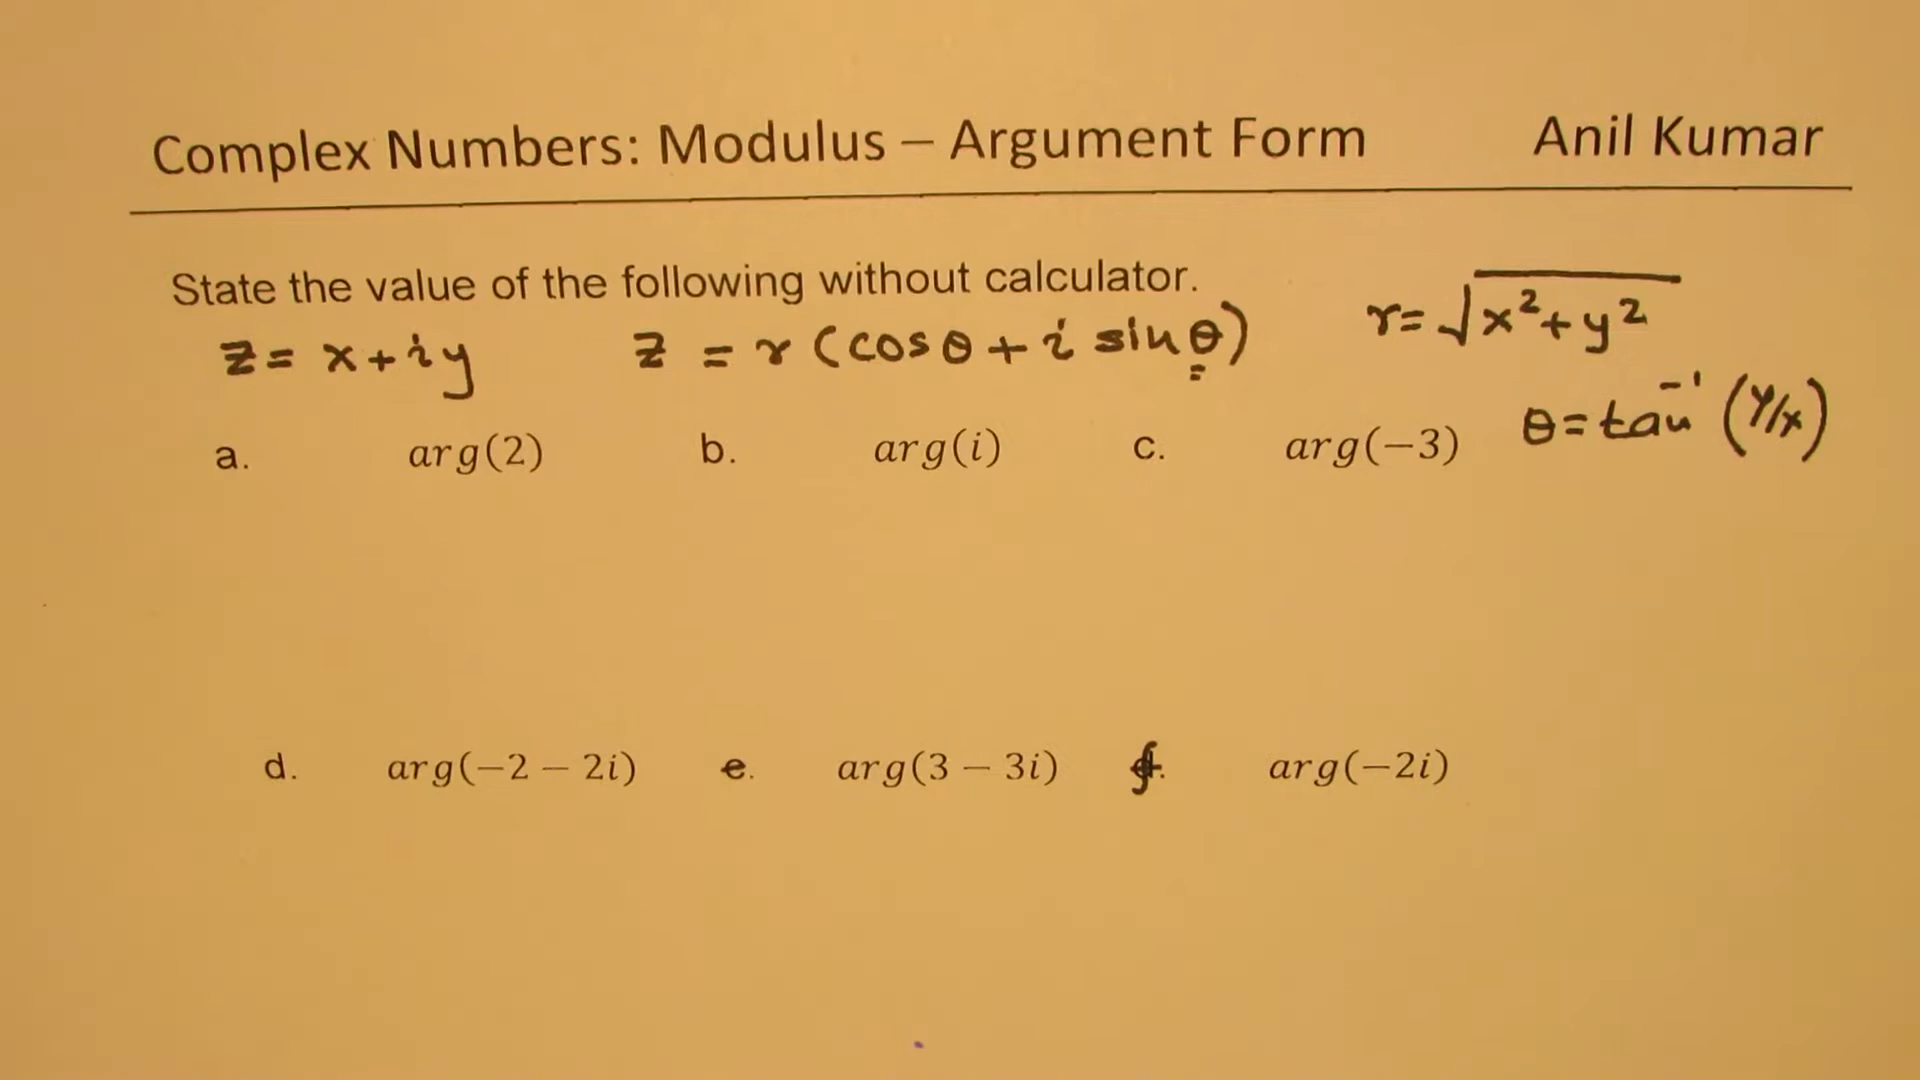 Complex Numbers: Modulus – Argument Form Anil Kumar
State the value of the following without calculator.
z = x + iy z = r (cos θ + i sin θ) r = √x² + y²
θ = tan⁻¹ (y/x)
a. arg(2) b. arg(i) c. arg(−3)
d. arg(−2 − 2i) e. arg(3 − 3i) f. arg(−2i)